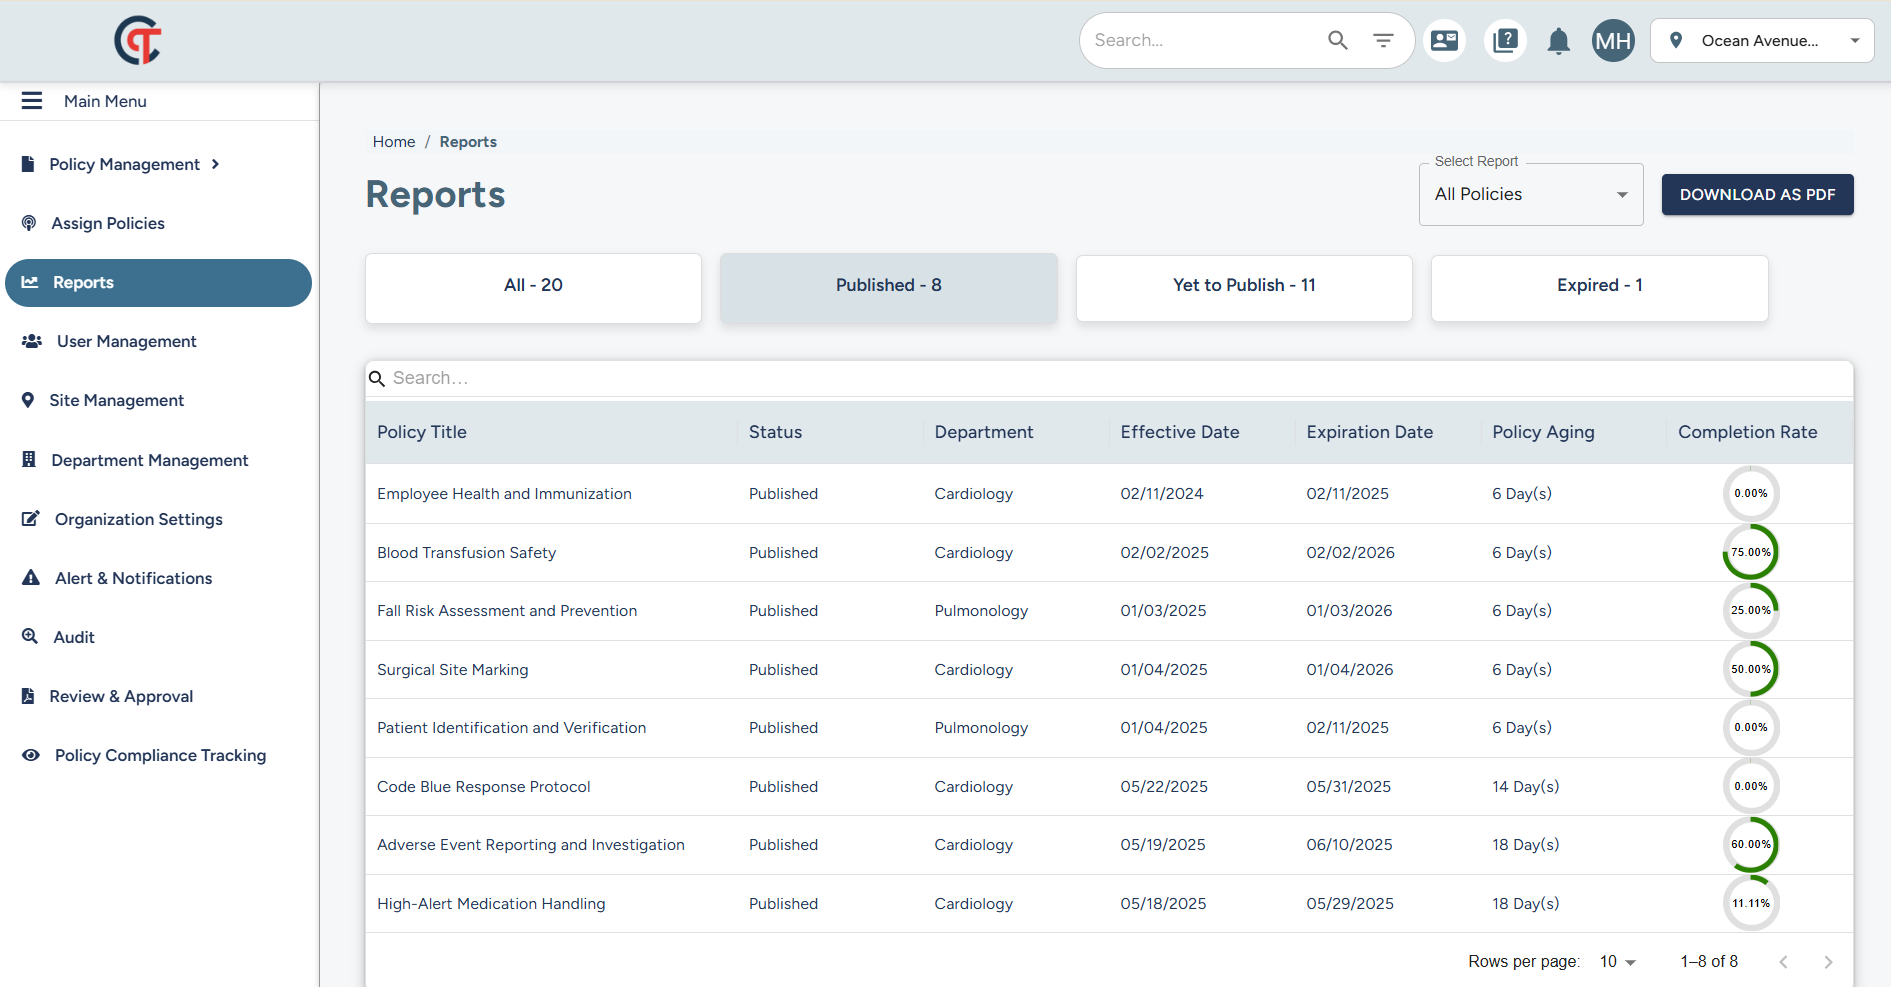 Search...
MH
Ocean Avenue...
Main Menu
Policy Management
Assign Policies
Reports
User Management
Site Management
Department Management
Organization Settings
Alert & Notifications
Audit
Review & Approval
Policy Compliance Tracking
Home / Reports
Reports
Select Report
All Policies
DOWNLOAD AS PDF
All - 20
Published - 8
Yet to Publish - 11
Expired - 1
Search...
Policy Title Status Department Effective Date Expiration Date Policy Aging Completion Rate
Employee Health and Immunization Published Cardiology 02/11/2024 02/11/2025 6 Day(s) 0.00%
Blood Transfusion Safety Published Cardiology 02/02/2025 02/02/2026 6 Day(s) 75.00%
Fall Risk Assessment and Prevention Published Pulmonology 01/03/2025 01/03/2026 6 Day(s) 25.00%
Surgical Site Marking Published Cardiology 01/04/2025 01/04/2026 6 Day(s) 50.00%
Patient Identification and Verification Published Pulmonology 01/04/2025 02/11/2025 6 Day(s) 0.00%
Code Blue Response Protocol Published Cardiology 05/22/2025 05/31/2025 14 Day(s) 0.00%
Adverse Event Reporting and Investigation Published Cardiology 05/19/2025 06/10/2025 18 Day(s) 60.00%
High-Alert Medication Handling Published Cardiology 05/18/2025 05/29/2025 18 Day(s) 11.11%
Rows per page: 10 1–8 of 8